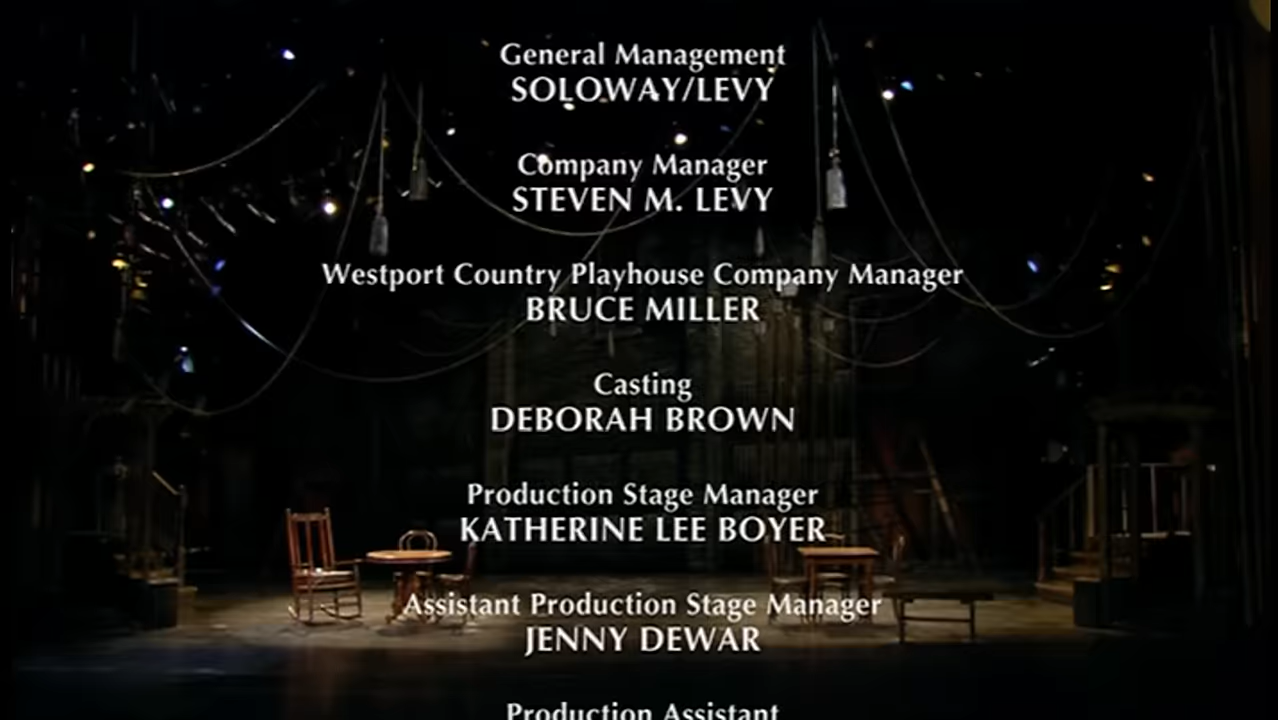 General Management
SOLOWAY/LEVY
Company Manager
STEVEN M. LEVY
Westport Country Playhouse Company Manager
BRUCE MILLER
Casting
DEBORAH BROWN
Production Stage Manager
KATHERINE LEE BOYER
Assistant Production Stage Manager
JENNY DEWAR
Production Assistant